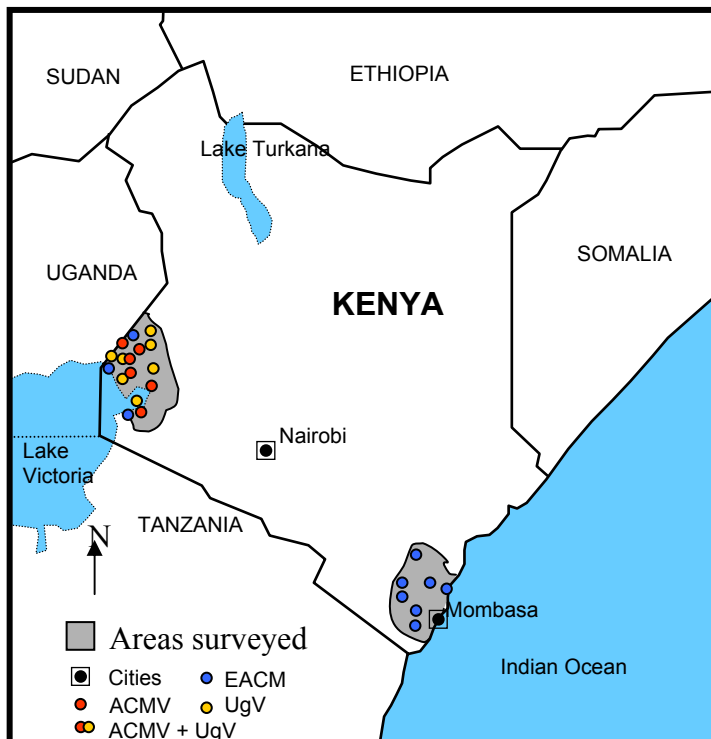 SUDAN
ETHIOPIA
Lake Turkana
UGANDA
SOMALIA
KENYA
Nairobi
Lake
Victoria
TANZANIA
N
Mombasa
Areas surveyed
Indian Ocean
Cities
EACM
ACMV
UgV
ACMV + UgV